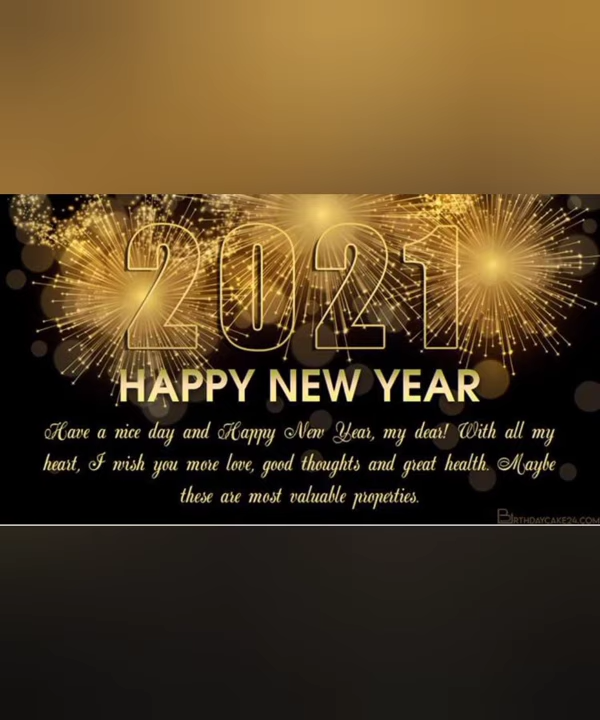 2021
HAPPY NEW YEAR
Have a nice day and Happy New Year, my dear! With all my
heart, I wish you more love, good thoughts and great health. Maybe
these are most valuable properties.
BIRTHDAYCAKE24.COM